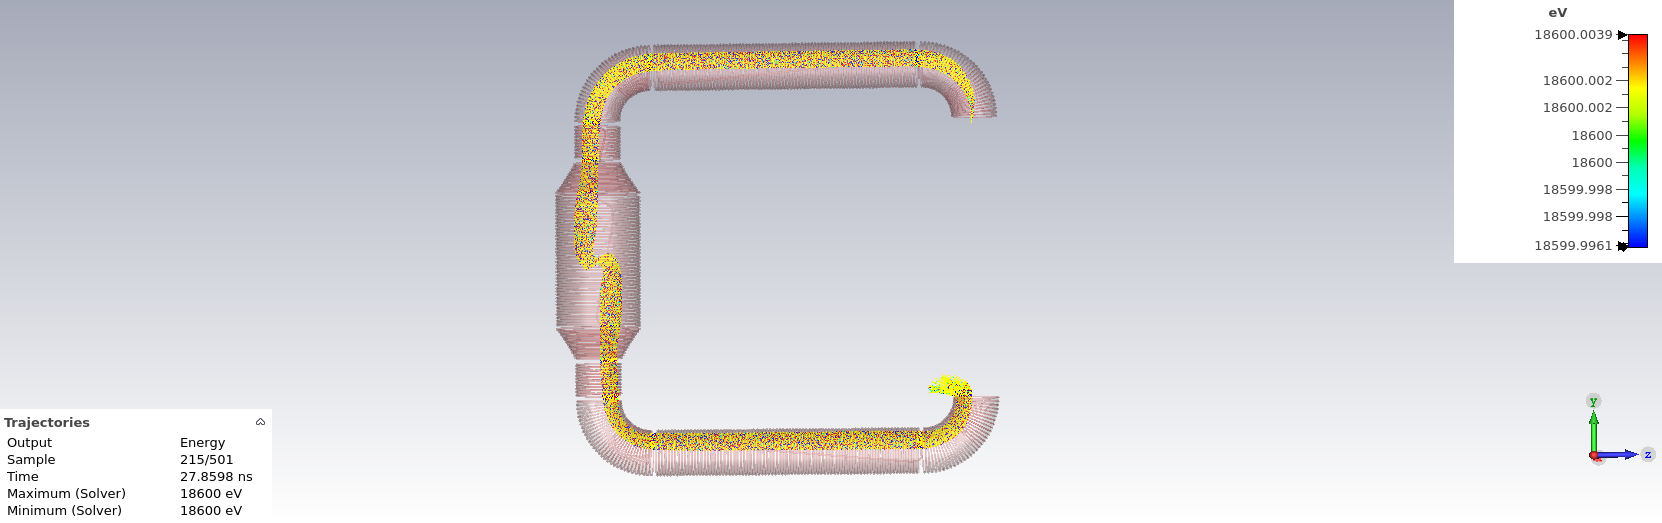 eV
18600.0039
18600.002
18600.002
18600
18600
18599.998
18599.998
18599.9961
Trajectories
Output Energy
Sample 215/501
Time 27.8598 ns
Maximum (Solver) 18600 eV
Minimum (Solver) 18600 eV
y
z